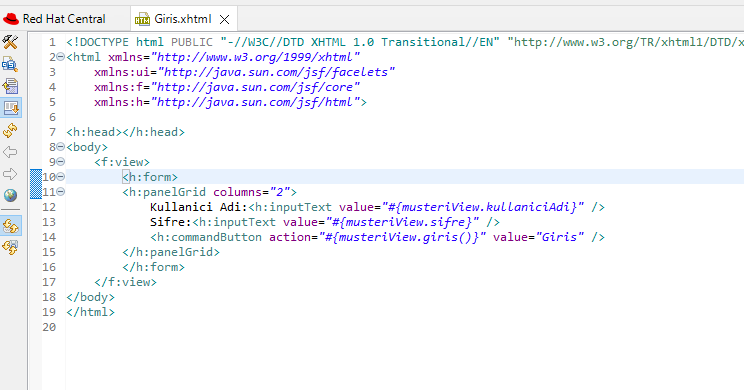 Red Hat Central
Giris.xhtml
1 <!DOCTYPE html PUBLIC "-//W3C//DTD XHTML 1.0 Transitional//EN" "http://www.w3.org/TR/xhtml1/DTD/x
2 <html xmlns="http://www.w3.org/1999/xhtml"
3 xmlns:ui="http://java.sun.com/jsf/facelets"
4 xmlns:f="http://java.sun.com/jsf/core"
5 xmlns:h="http://java.sun.com/jsf/html">
6
7 <h:head></h:head>
8 <body>
9 <f:view>
10 <h:form>
11 <h:panelGrid columns="2">
12 Kullanici Adi:<h:inputText value="#{musteriView.kullaniciAdi}" />
13 Sifre:<h:inputText value="#{musteriView.sifre}" />
14 <h:commandButton action="#{musteriView.giris()}" value="Giris" />
15 </h:panelGrid>
16 </h:form>
17 </f:view>
18 </body>
19 </html>
20